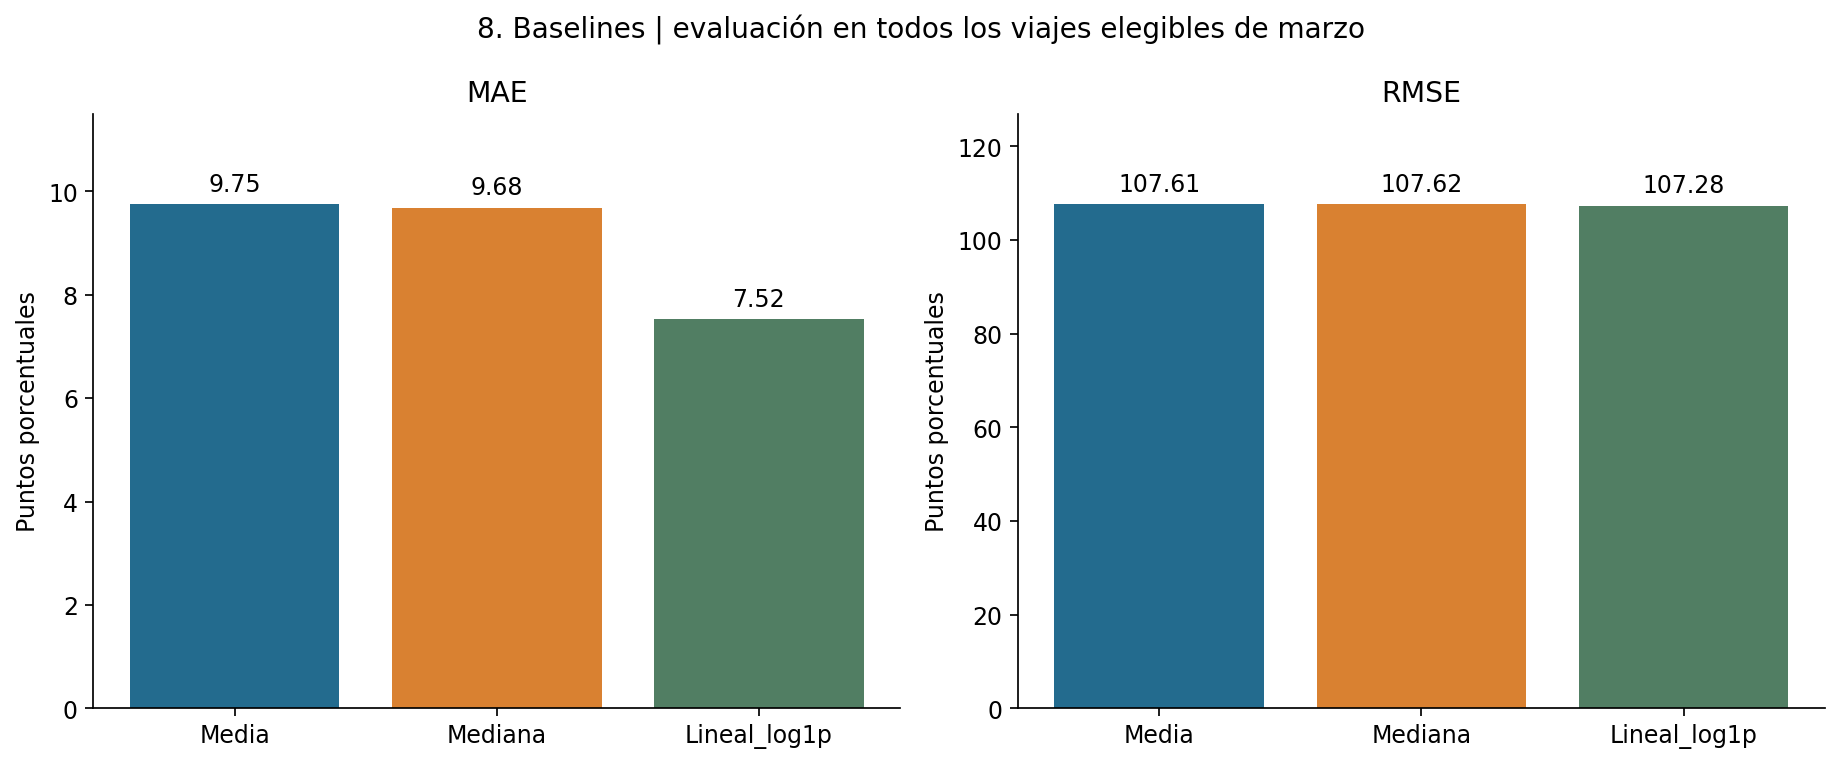 8. Baselines | evaluación en todos los viajes elegibles de marzo
MAE
Puntos porcentuales
10
8
6
4
2
0
9.75
9.68
7.52
Media
Mediana
Lineal_log1p
RMSE
Puntos porcentuales
120
100
80
60
40
20
0
107.61
107.62
107.28
Media
Mediana
Lineal_log1p